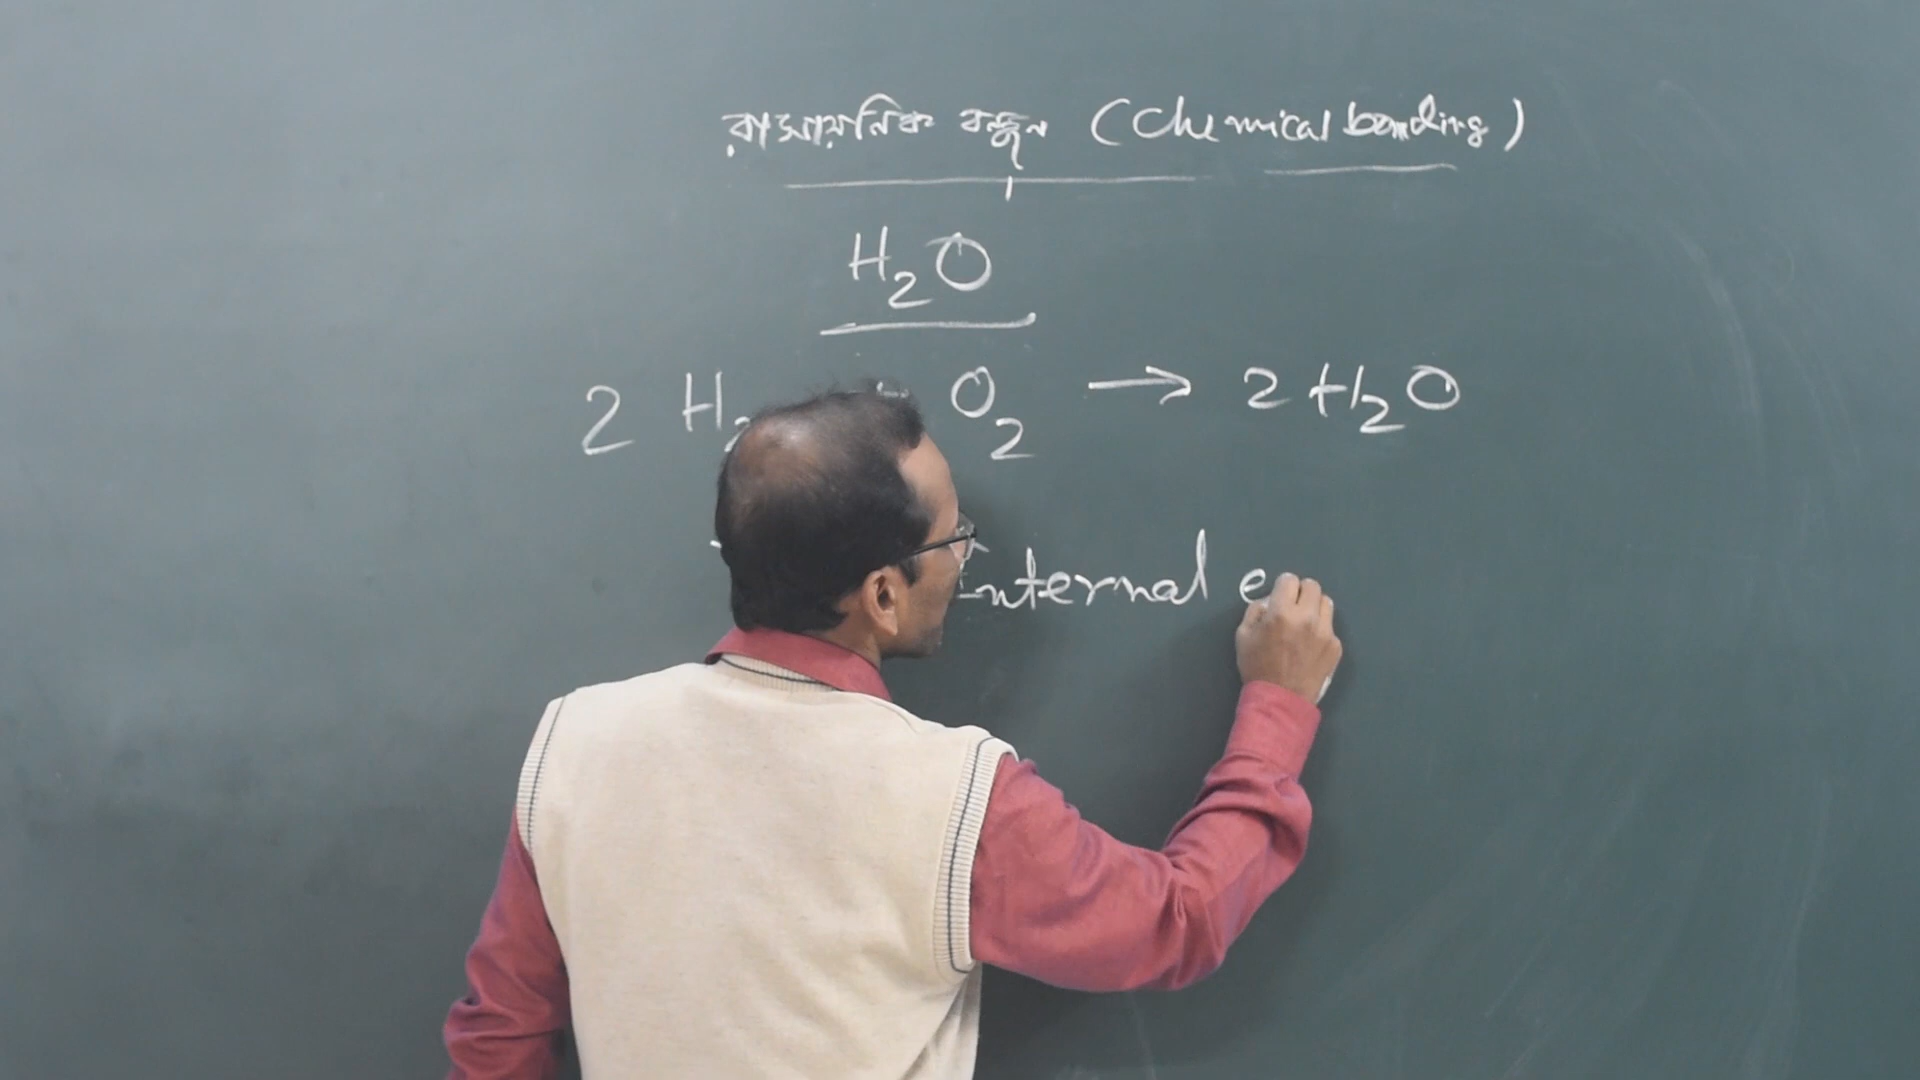 রাসায়নিক বন্ধন (Chemical bonding)
H₂O
2 H₂ + O₂ → 2 H₂O
Internal e